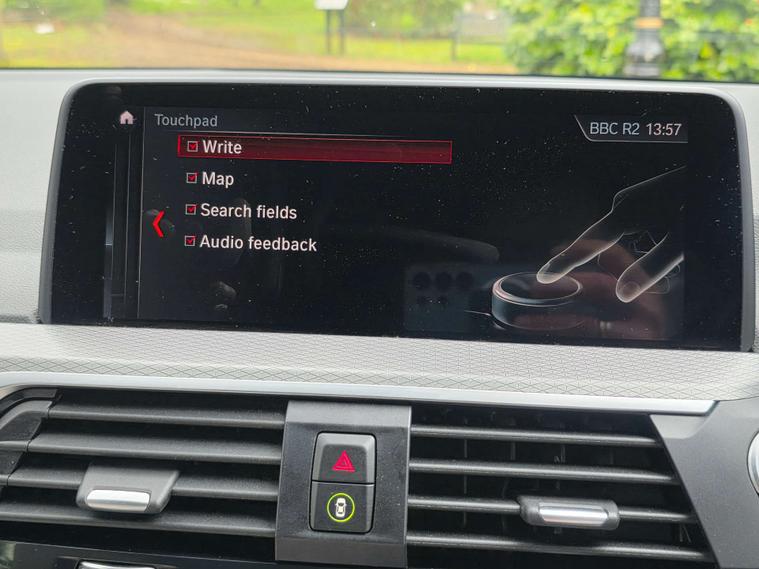 Touchpad
BBC R2 13:57
Write
Map
Search fields
Audio feedback